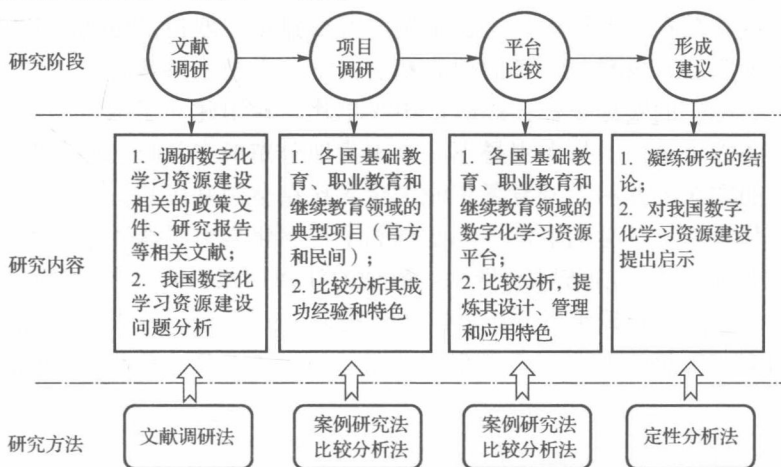 研究阶段
文献
调研
项目
调研
平台
比较
形成
建议
研究内容
1. 调研数字化
学习资源建设
相关的政策文
件、研究报告
等相关文献；
2. 我国数字化
学习资源建设
问题分析
1. 各国基础教
育、职业教育和
继续教育领域的
典型项目（官方
和民间）；
2. 比较分析其成
功经验和特色
1. 各国基础教
育、职业教育和
继续教育领域的
数字化学习资源
平台；
2. 比较分析，提
炼其设计、管理
和应用特色
1. 凝练研究的结
论；
2. 对我国数字
化学习资源建设
提出启示
研究方法
文献调研法
案例研究法
比较分析法
案例研究法
比较分析法
定性分析法